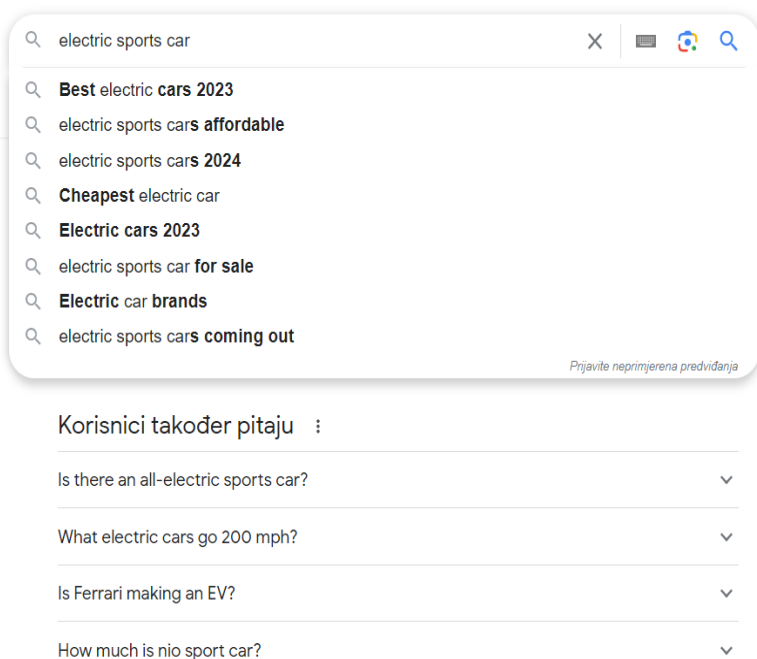 electric sports car
Best electric cars 2023
electric sports cars affordable
electric sports cars 2024
Cheapest electric car
Electric cars 2023
electric sports car for sale
Electric car brands
electric sports cars coming out
Prijavite neprimjerena predviđanja
Korisnici također pitaju
Is there an all-electric sports car?
What electric cars go 200 mph?
Is Ferrari making an EV?
How much is nio sport car?